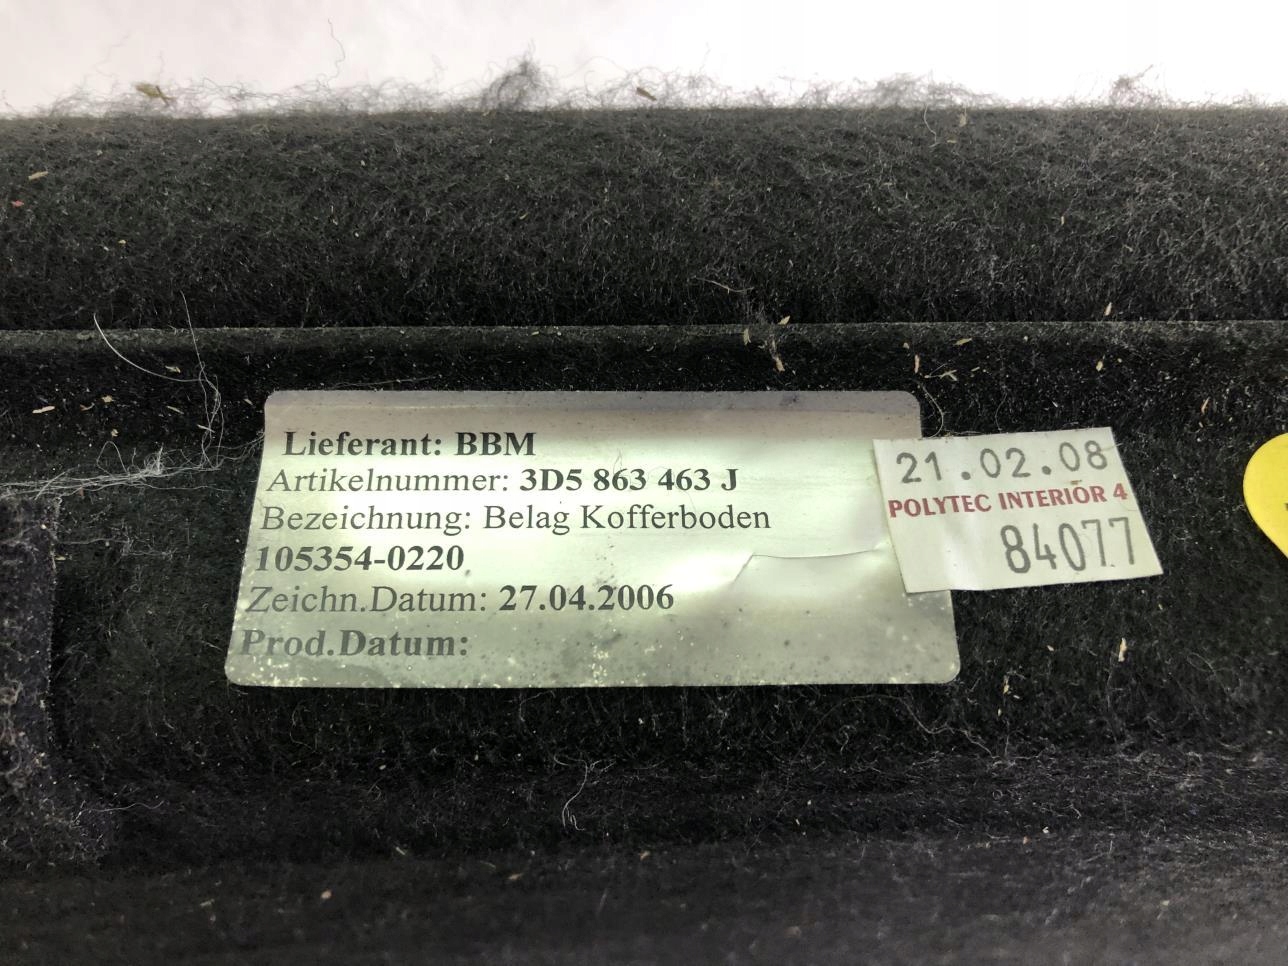 Lieferant: BBM
Artikelnummer: 3D5 863 463 J
Bezeichnung: Belag Kofferboden
105354-0220
Zeichn.Datum: 27.04.2006
Prod.Datum:
21.02.08
POLYTEC INTERIOR 4
84077